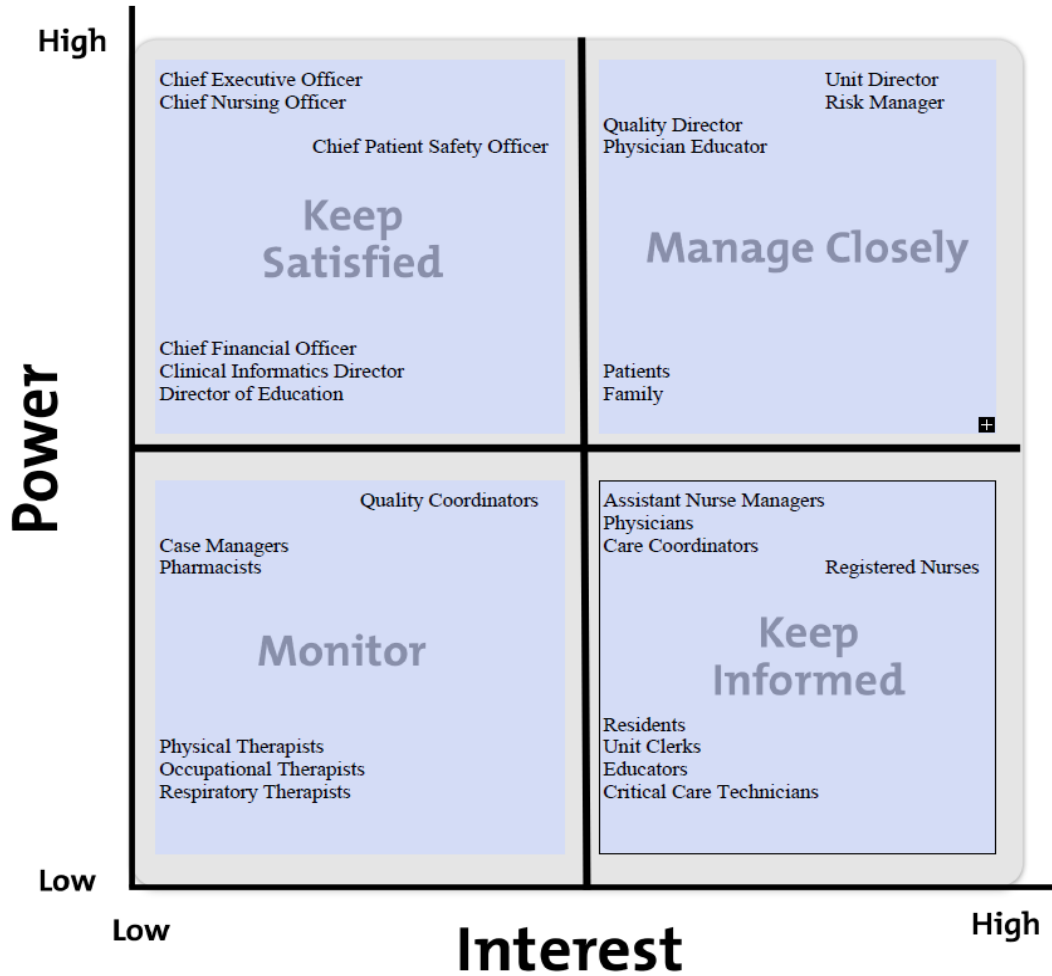 High
Chief Executive Officer
Chief Nursing Officer
Chief Patient Safety Officer
Keep
Satisfied
Chief Financial Officer
Clinical Informatics Director
Director of Education
Unit Director
Risk Manager
Quality Director
Physician Educator
Manage Closely
Patients
Family
Power
Quality Coordinators
Case Managers
Pharmacists
Monitor
Physical Therapists
Occupational Therapists
Respiratory Therapists
Assistant Nurse Managers
Physicians
Care Coordinators
Registered Nurses
Keep
Informed
Residents
Unit Clerks
Educators
Critical Care Technicians
Low
Low
Interest
High